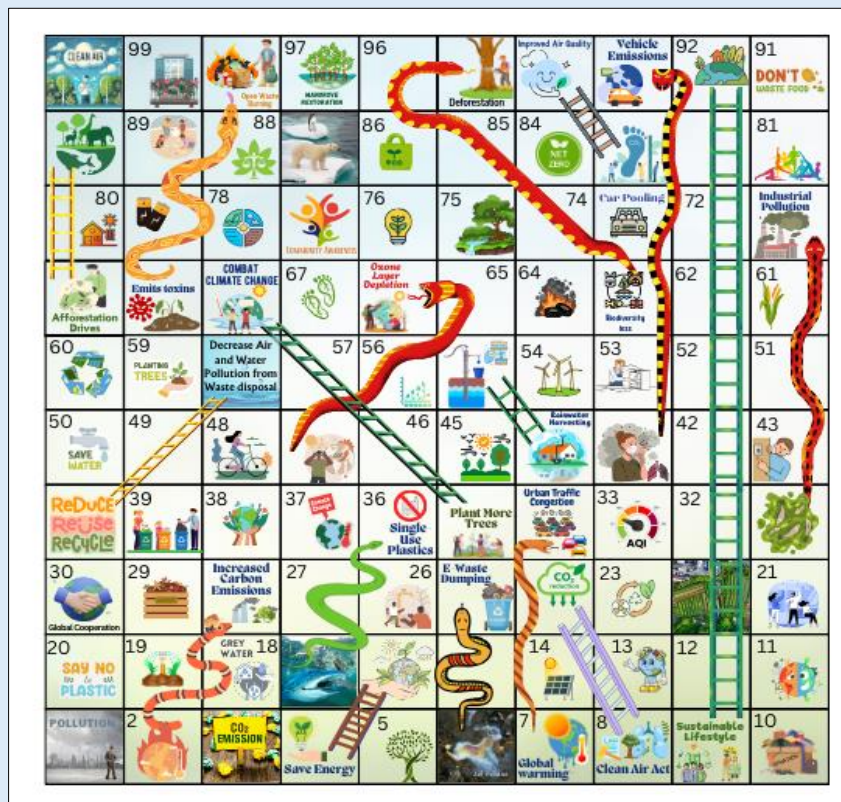 CLEAN AIR
99
Open Waste
Burning
97
MANGROVE
RESTORATION
96
Deforestation
Improved Air Quality
Vehicle
Emissions
92
91
DON'T
WASTE FOOD
89
88
86
85
84
NET
ZERO
81
80
78
COMMUNITY AWARENESS
76
75
74
Car Pooling
72
Industrial
Pollution
Afforestation
Drives
Emits toxins
COMBAT
CLIMATE CHANGE
67
Ozone
Layer
Depletion
65
64
Biodiversity
loss
62
61
60
59
PLANTING
TREES
Decrease Air
and Water
Pollution from
Waste disposal
57
56
54
53
52
51
50
SAVE
WATER
49
48
46
45
Rainwater
Harvesting
42
43
REDUCE
REUSE
RECYCLE
39
38
37
36
Single
Use
Plastics
Plant More
Trees
Urban Traffic
Congestion
33
AQI
32
30
Global Cooperation
29
Increased
Carbon
Emissions
27
26
E-Waste
Dumping
CO₂
reduction
23
21
20
SAY NO
to
PLASTIC
19
GREY
WATER
18
14
13
12
11
POLLUTION
2
CO₂
EMISSION
Save Energy
5
7
Global
warming
8
Clean Air Act
Sustainable
Lifestyle
10